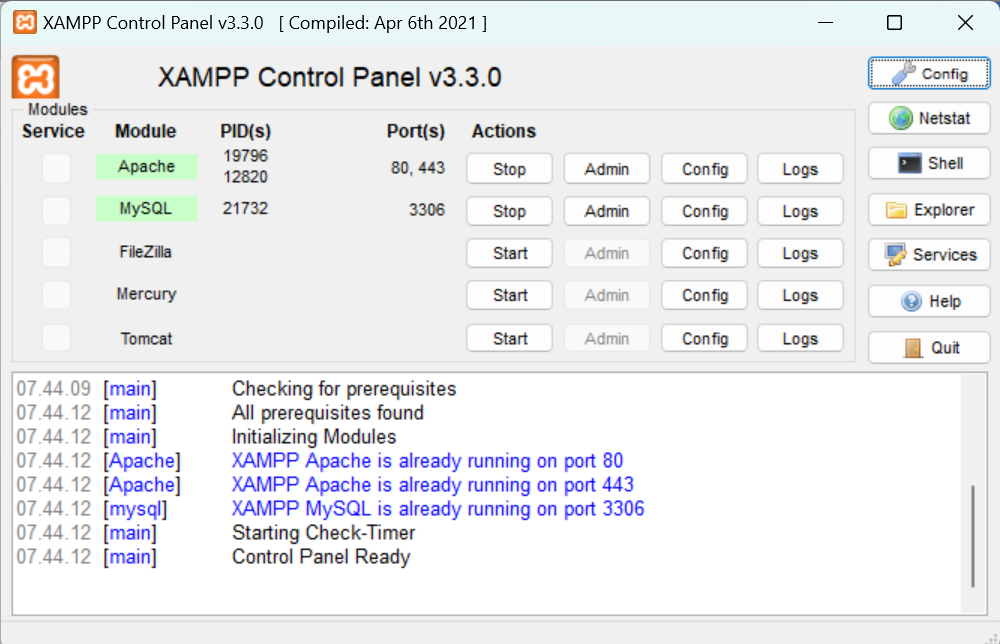 XAMPP Control Panel v3.3.0 [ Compiled: Apr 6th 2021 ]
XAMPP Control Panel v3.3.0
Config
Modules
Service Module PID(s) Port(s) Actions
Netstat
Apache 19796 12820 80, 443 Stop Admin Config Logs
Shell
MySQL 21732 3306 Stop Admin Config Logs
Explorer
FileZilla Start Admin Config Logs
Services
Mercury Start Admin Config Logs
Help
Tomcat Start Admin Config Logs
Quit
07.44.09 [main] Checking for prerequisites
07.44.12 [main] All prerequisites found
07.44.12 [main] Initializing Modules
07.44.12 [Apache] XAMPP Apache is already running on port 80
07.44.12 [Apache] XAMPP Apache is already running on port 443
07.44.12 [mysql] XAMPP MySQL is already running on port 3306
07.44.12 [main] Starting Check-Timer
07.44.12 [main] Control Panel Ready